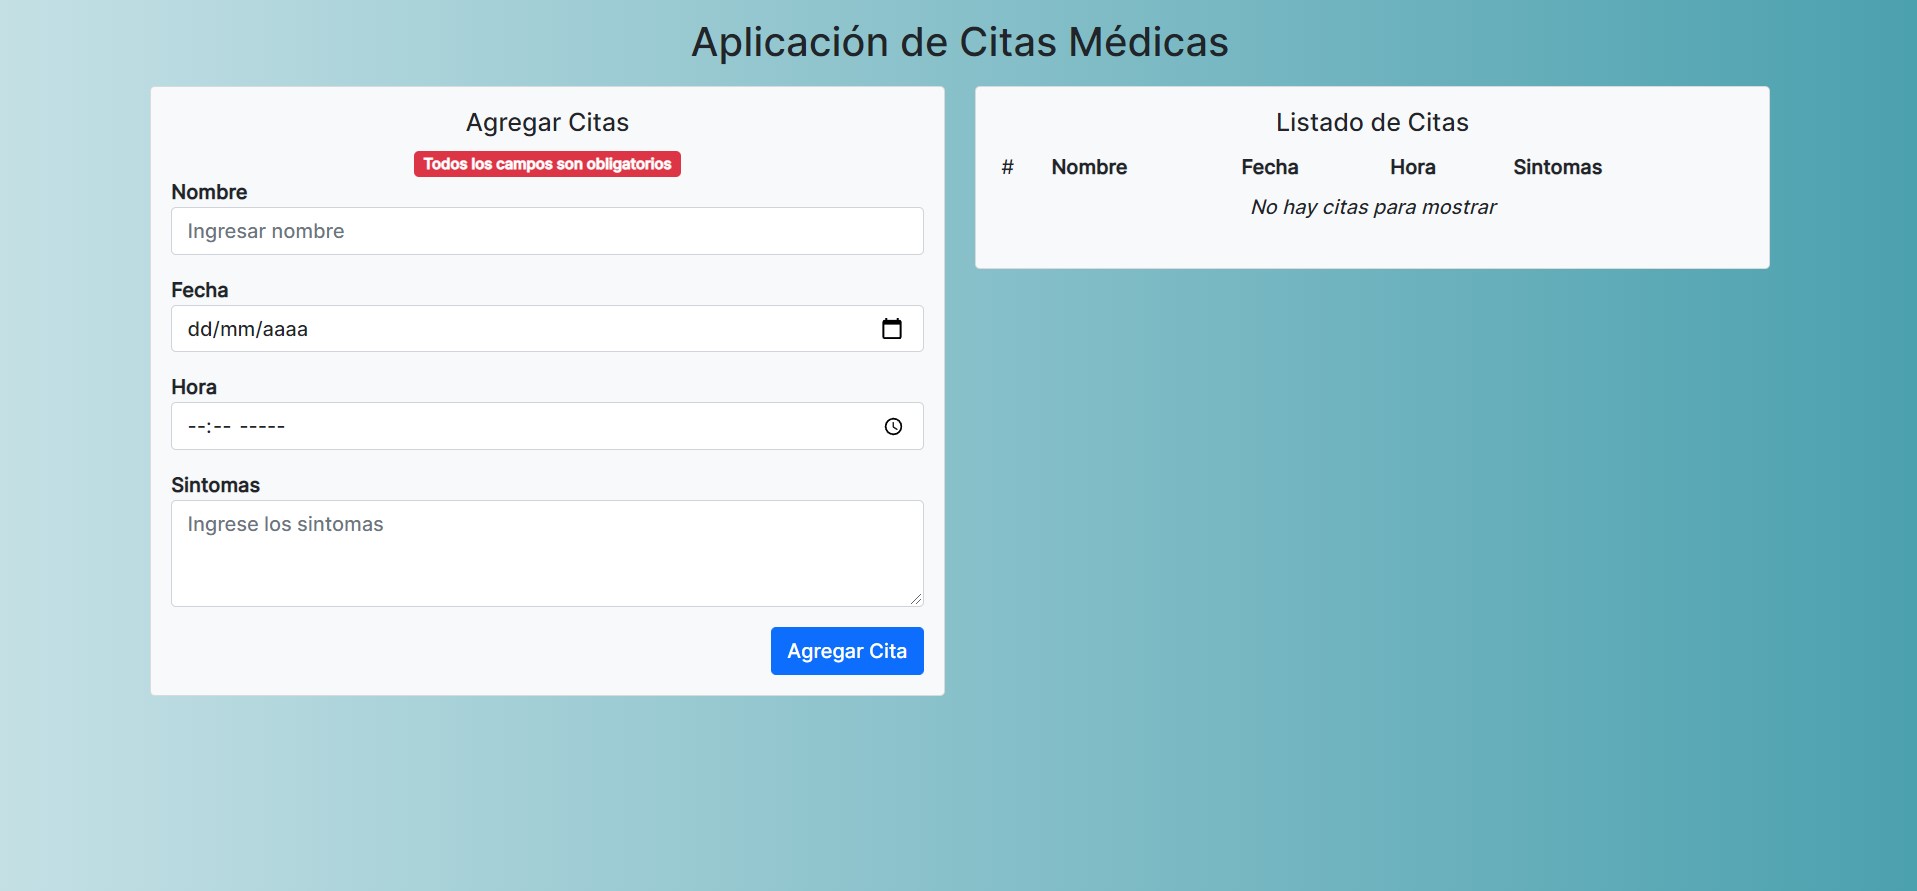 Aplicación de Citas Médicas
Agregar Citas
Todos los campos son obligatorios
Nombre
Ingresar nombre
Fecha
dd/mm/aaaa
Hora
--:-- -----
Sintomas
Ingrese los sintomas
Agregar Cita
Listado de Citas
# Nombre Fecha Hora Sintomas
No hay citas para mostrar